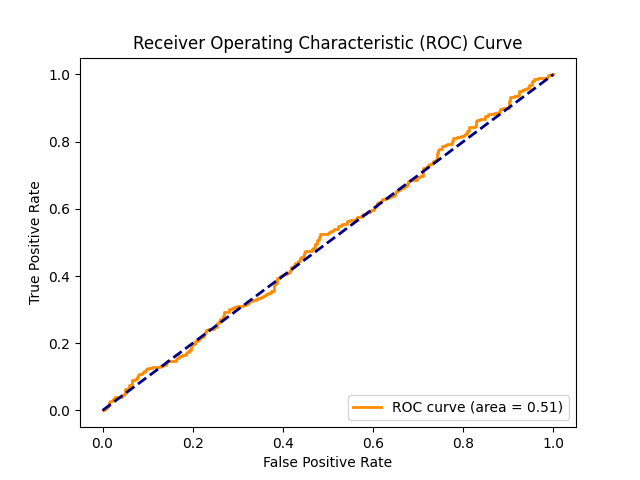 Receiver Operating Characteristic (ROC) Curve
1.0
0.8
0.6
0.4
0.2
0.0
True Positive Rate
ROC curve (area = 0.51)
0.0 0.2 0.4 0.6 0.8 1.0
False Positive Rate